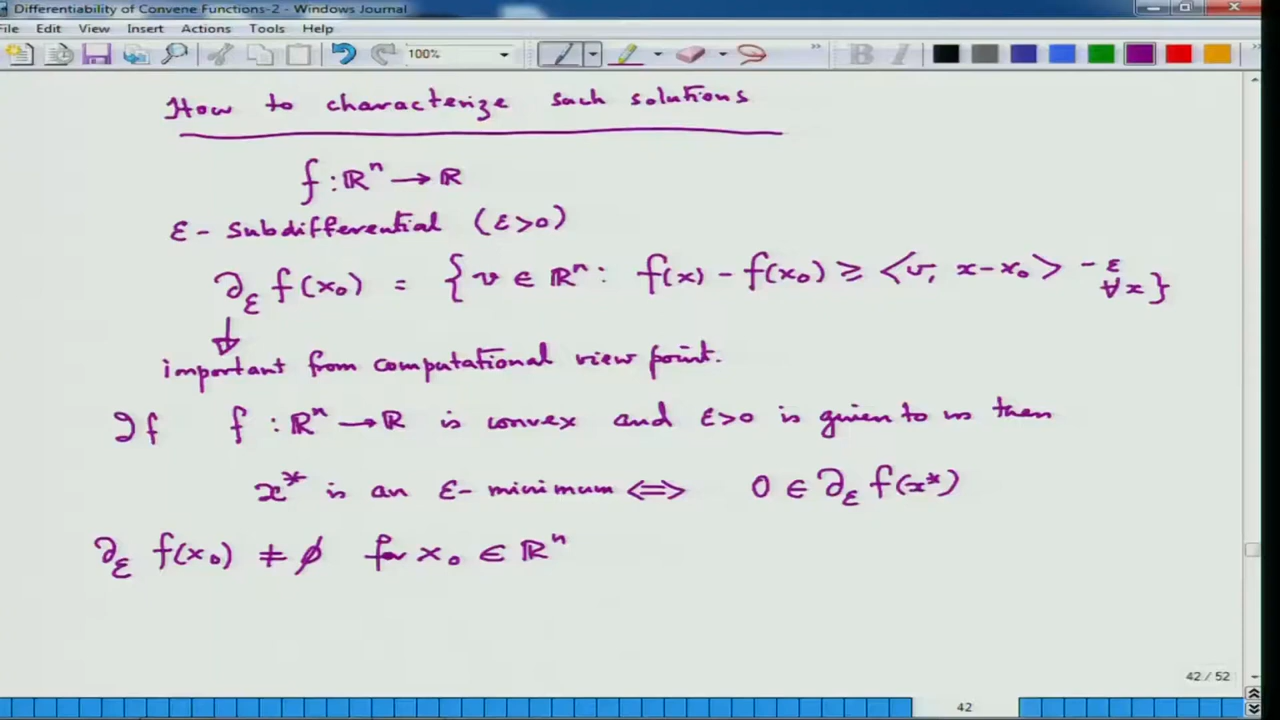 Differentiability of Convene Functions-2 - Windows Journal
File Edit View Insert Actions Tools Help
100%
How to characterize such solutions
f : ℝⁿ → ℝ
ε - subdifferential (ε>0)
∂_ε f(x₀) = { v ∈ ℝⁿ : f(x) - f(x₀) ≥ ⟨v, x-x₀⟩ - ε ∀x }
↓
important from computational view point.
If f : ℝⁿ → ℝ is convex and ε>0 is given to us then
x* is an ε- minimum ⟺ 0 ∈ ∂_ε f(x*)
∂_ε f(x₀) ≠ ∅ for x₀ ∈ ℝⁿ
42 / 52
42